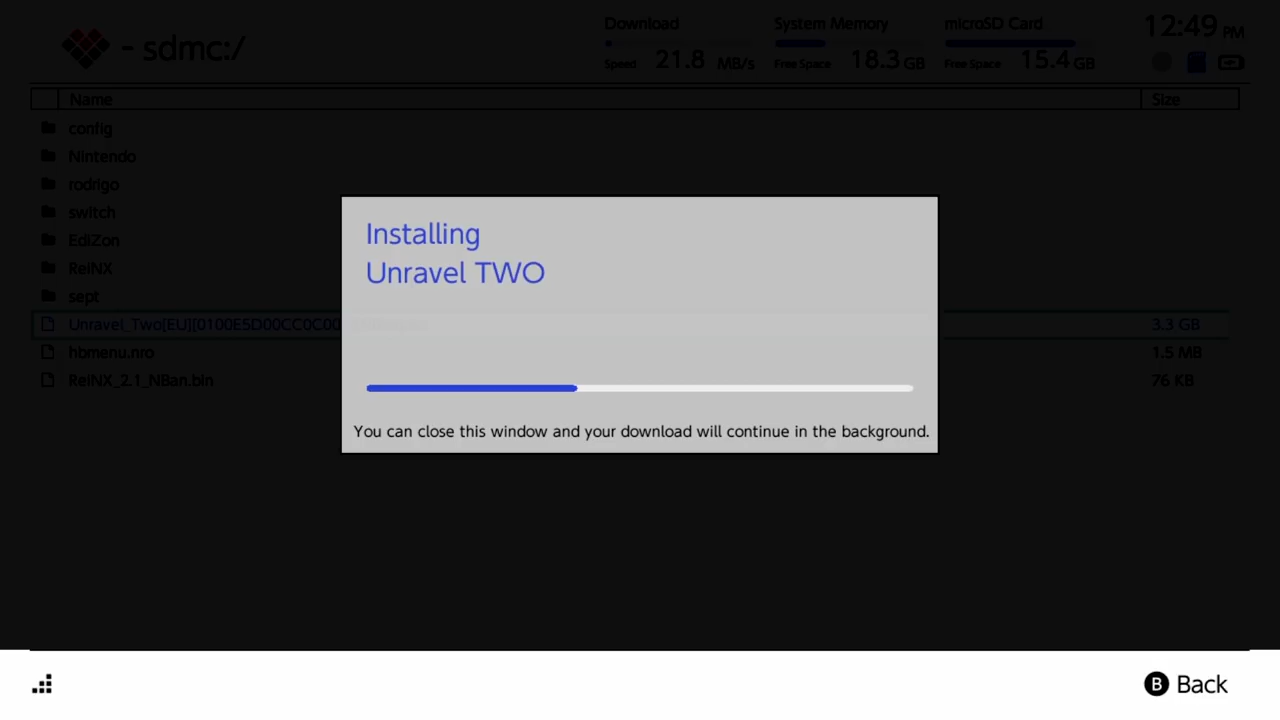 - sdmc:/
Download
Speed 21.8 MB/s
System Memory
Free Space 18.3 GB
microSD Card
Free Space 15.4 GB
12:49 PM
Name Size
config
Nintendo
rodrigo
switch
EdiZon
ReiNX
sept
Unravel_Two[EU][0100E5D00CC0C00 3.3 GB
hbmenu.nro 1.5 MB
ReiNX_2.1_NBan.bin 76 KB
Installing
Unravel TWO
You can close this window and your download will continue in the background.
B Back